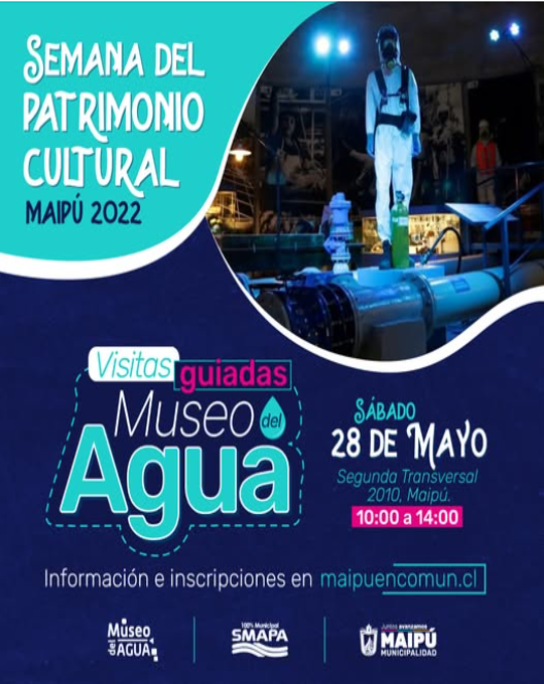 SEMANA DEL
PATRIMONIO
CULTURAL
MAIPÚ 2022
Visitas guiadas
Museo del
Agua
SÁBADO
28 DE MAYO
Segunda Transversal
2010, Maipú.
10:00 a 14:00
Información e inscripciones en maipuencomun.cl
Museo
del AGUA
100% Municipal
SMAPA
Juntos avanzamos
MAIPÚ
MUNICIPALIDAD